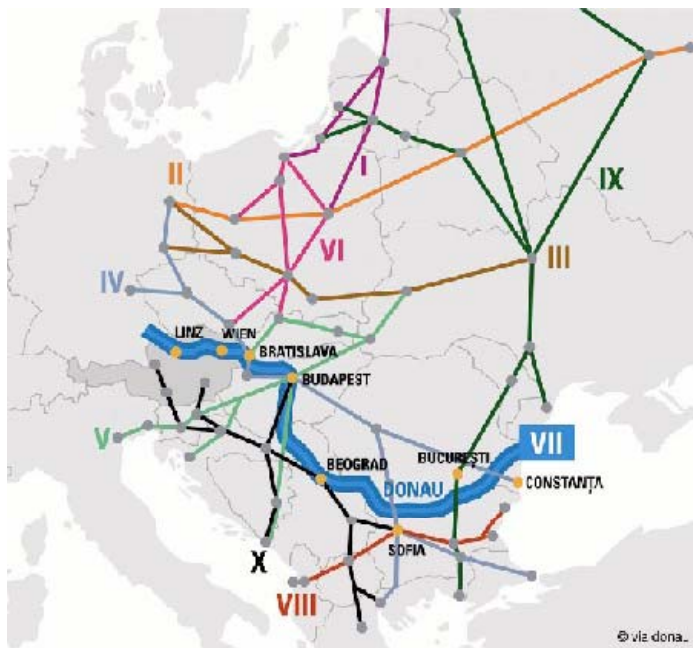 I
II
IX
VI
III
IV
LINZ
WIEN
BRATISLAVA
BUDAPEST
V
VII
BEOGRAD
BUCUREȘTI
DONAU
CONSTANȚA
SOFIA
X
VIII
© via donau